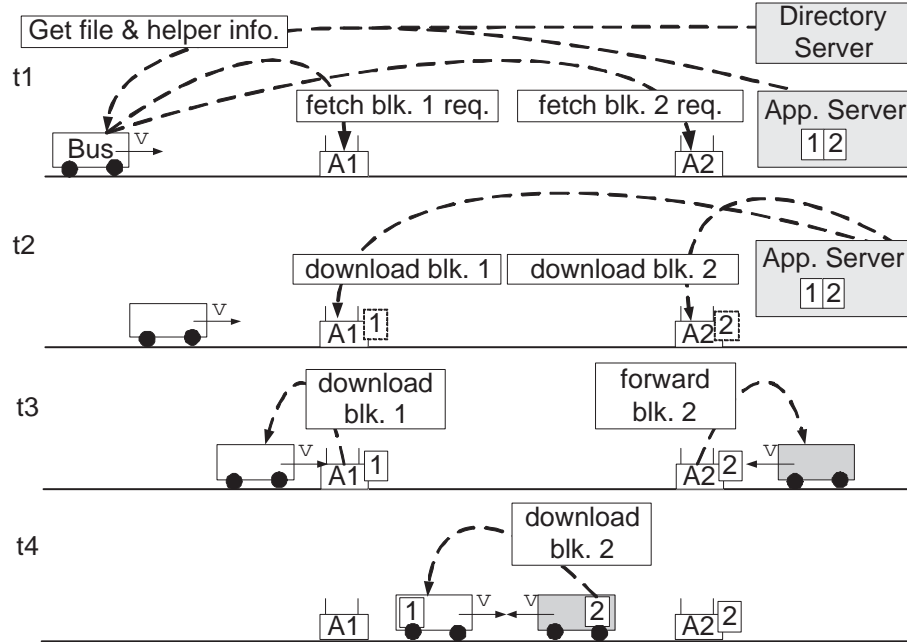 Get file & helper info.
Directory
Server
t1
fetch blk. 1 req.
fetch blk. 2 req.
App. Server
1 2
Bus
V
A1
A2
t2
download blk. 1
download blk. 2
App. Server
1 2
V
A1
1
A2
2
t3
download
blk. 1
forward
blk. 2
V
A1
1
A2
2
V
t4
download
blk. 2
A1
1
V
V
2
A2
2